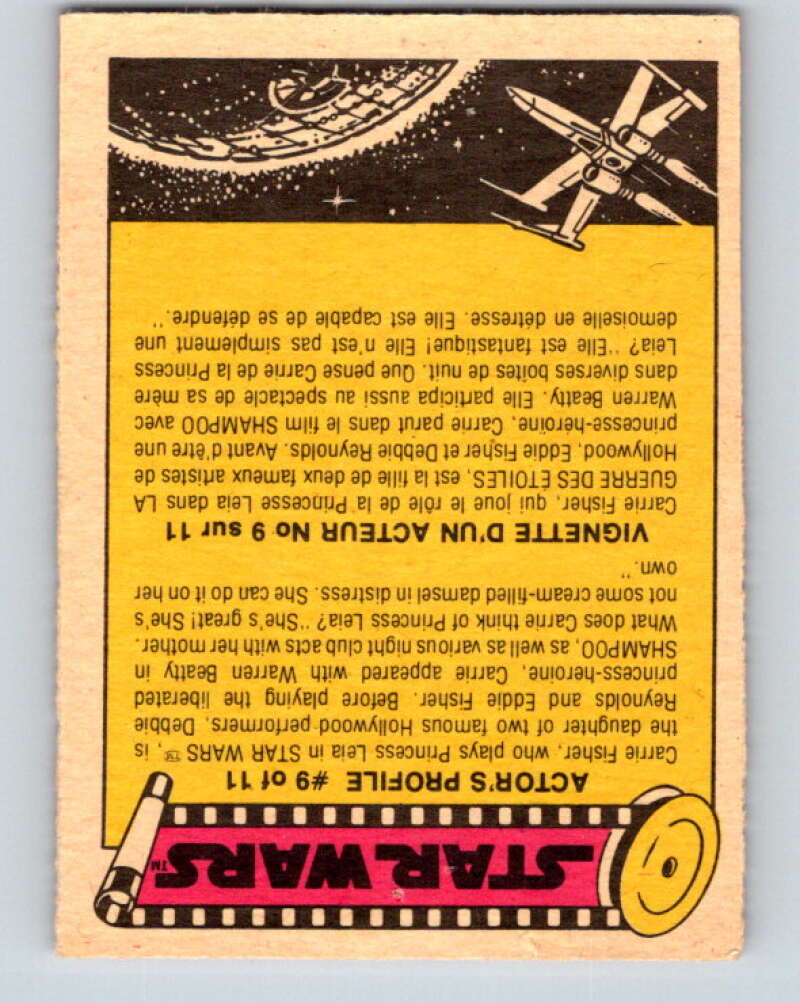 STAR WARS™
ACTOR'S PROFILE #9 of 11
Carrie Fisher, who plays Princess Leia in STAR WARS™, is
the daughter of two famous Hollywood performers, Debbie
Reynolds and Eddie Fisher. Before playing the liberated
princess-heroine, Carrie appeared with Warren Beatty in
SHAMPOO, as well as various night club acts with her mother.
What does Carrie think of Princess Leia? "She's great! She's
not some cream-filled damsel in distress. She can do it on her
own."
VIGNETTE D'UN ACTEUR No 9 sur 11
Carrie Fisher, qui joue le rôle de la Princesse Leia dans LA
GUERRE DES ÉTOILES, est la fille de deux fameux artistes de
Hollywood, Eddie Fisher et Debbie Reynolds. Avant d'être une
princesse-héroïne, Carrie parut dans le film SHAMPOO avec
Warren Beatty. Elle participa aussi au spectacle de sa mère
dans diverses boîtes de nuit. Que pense Carrie de la Princess
Leia? "Elle est fantastique! Elle n'est pas simplement une
demoiselle en détresse. Elle est capable de se défendre."